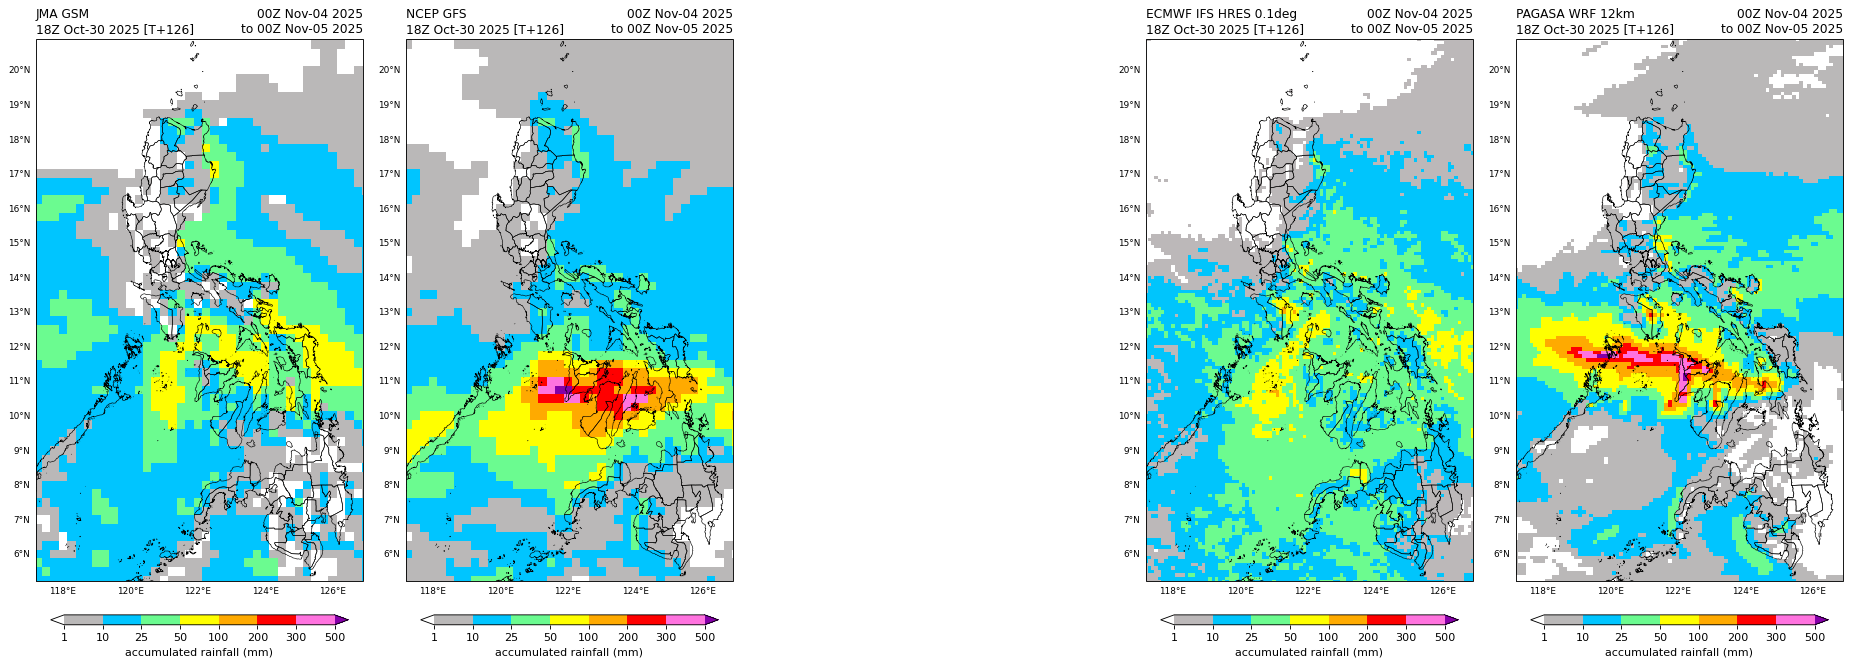 JMA GSM
00Z Nov-04 2025
18Z Oct-30 2025 [T+126]
to 00Z Nov-05 2025
20°N
19°N
18°N
17°N
16°N
15°N
14°N
13°N
12°N
11°N
10°N
9°N
8°N
7°N
6°N
118°E 120°E 122°E 124°E 126°E
1 10 25 50 100 200 300 500
accumulated rainfall (mm)
NCEP GFS
00Z Nov-04 2025
18Z Oct-30 2025 [T+126]
to 00Z Nov-05 2025
20°N
19°N
18°N
17°N
16°N
15°N
14°N
13°N
12°N
11°N
10°N
9°N
8°N
7°N
6°N
118°E 120°E 122°E 124°E 126°E
1 10 25 50 100 200 300 500
accumulated rainfall (mm)
ECMWF IFS HRES 0.1deg
00Z Nov-04 2025
18Z Oct-30 2025 [T+126]
to 00Z Nov-05 2025
20°N
19°N
18°N
17°N
16°N
15°N
14°N
13°N
12°N
11°N
10°N
9°N
8°N
7°N
6°N
118°E 120°E 122°E 124°E 126°E
1 10 25 50 100 200 300 500
accumulated rainfall (mm)
PAGASA WRF 12km
00Z Nov-04 2025
18Z Oct-30 2025 [T+126]
to 00Z Nov-05 2025
20°N
19°N
18°N
17°N
16°N
15°N
14°N
13°N
12°N
11°N
10°N
9°N
8°N
7°N
6°N
118°E 120°E 122°E 124°E 126°E
1 10 25 50 100 200 300 500
accumulated rainfall (mm)